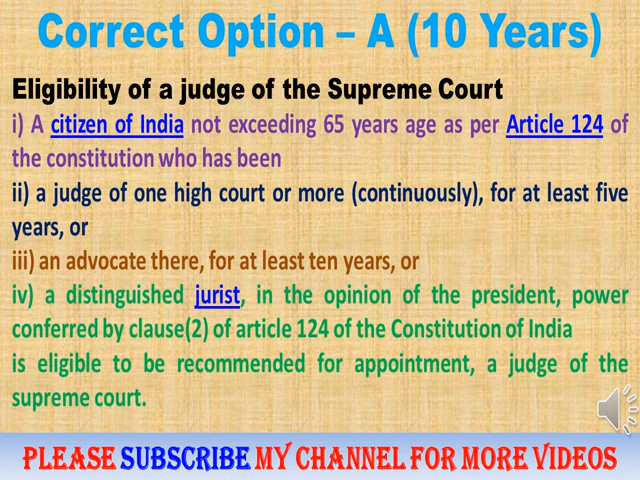 Correct Option – A (10 Years)
Eligibility of a judge of the Supreme Court
i) A citizen of India not exceeding 65 years age as per Article 124 of
the constitution who has been
ii) a judge of one high court or more (continuously), for at least five
years, or
iii) an advocate there, for at least ten years, or
iv) a distinguished jurist, in the opinion of the president, power
conferred by clause(2) of article 124 of the Constitution of India
is eligible to be recommended for appointment, a judge of the
supreme court.
PLEASE SUBSCRIBE MY CHANNEL FOR MORE VIDEOS